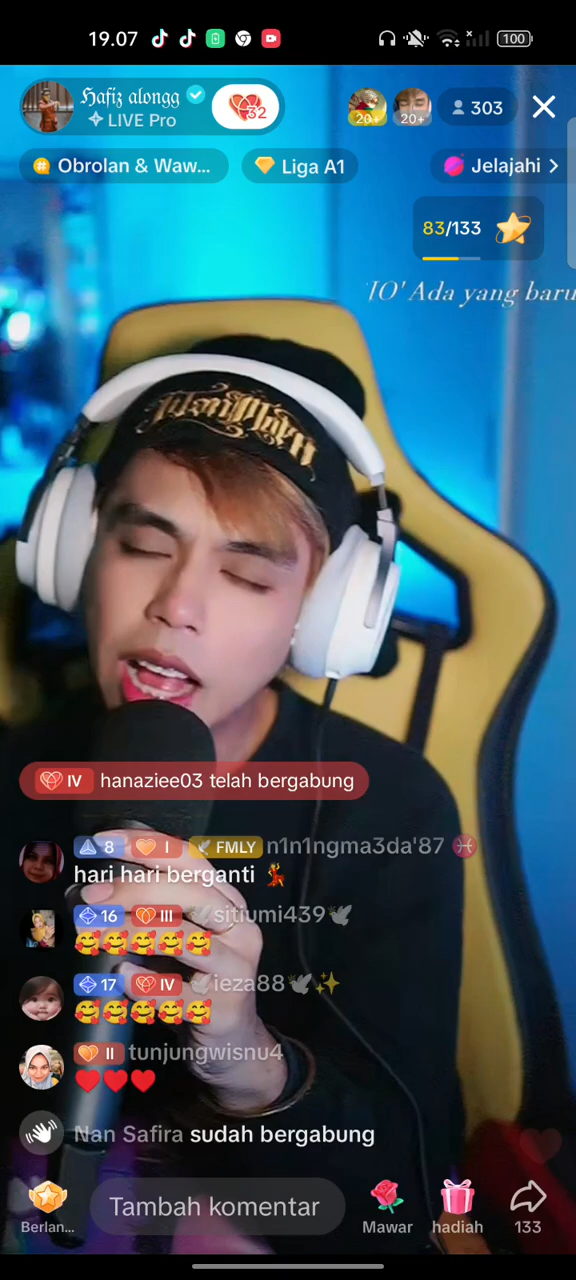 19.07
100
ℌafiz alongg
LIVE Pro
32
20+
20+
303
Obrolan & Waw...
Liga A1
Jelajahi
83/133
Ada yang baru
IV hanaziee03 telah bergabung
8 I FMLY n1n1ngma3da'87 ♓
hari hari berganti 💃
16 III 🕊sitiumi439🕊
🥰🥰🥰🥰🥰
17 IV 🕊ieza88🕊✨
🥰🥰🥰🥰🥰
II tunjungwisnu4
❤️❤️❤️
Nan Safira sudah bergabung
Tambah komentar
Berlan...
Mawar
hadiah
133